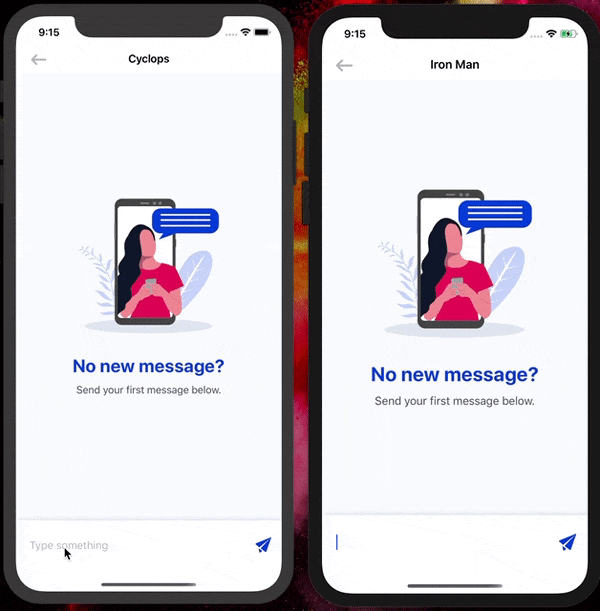 9:15
Cyclops
No new message?
Send your first message below.
Type something
9:15
Iron Man
No new message?
Send your first message below.